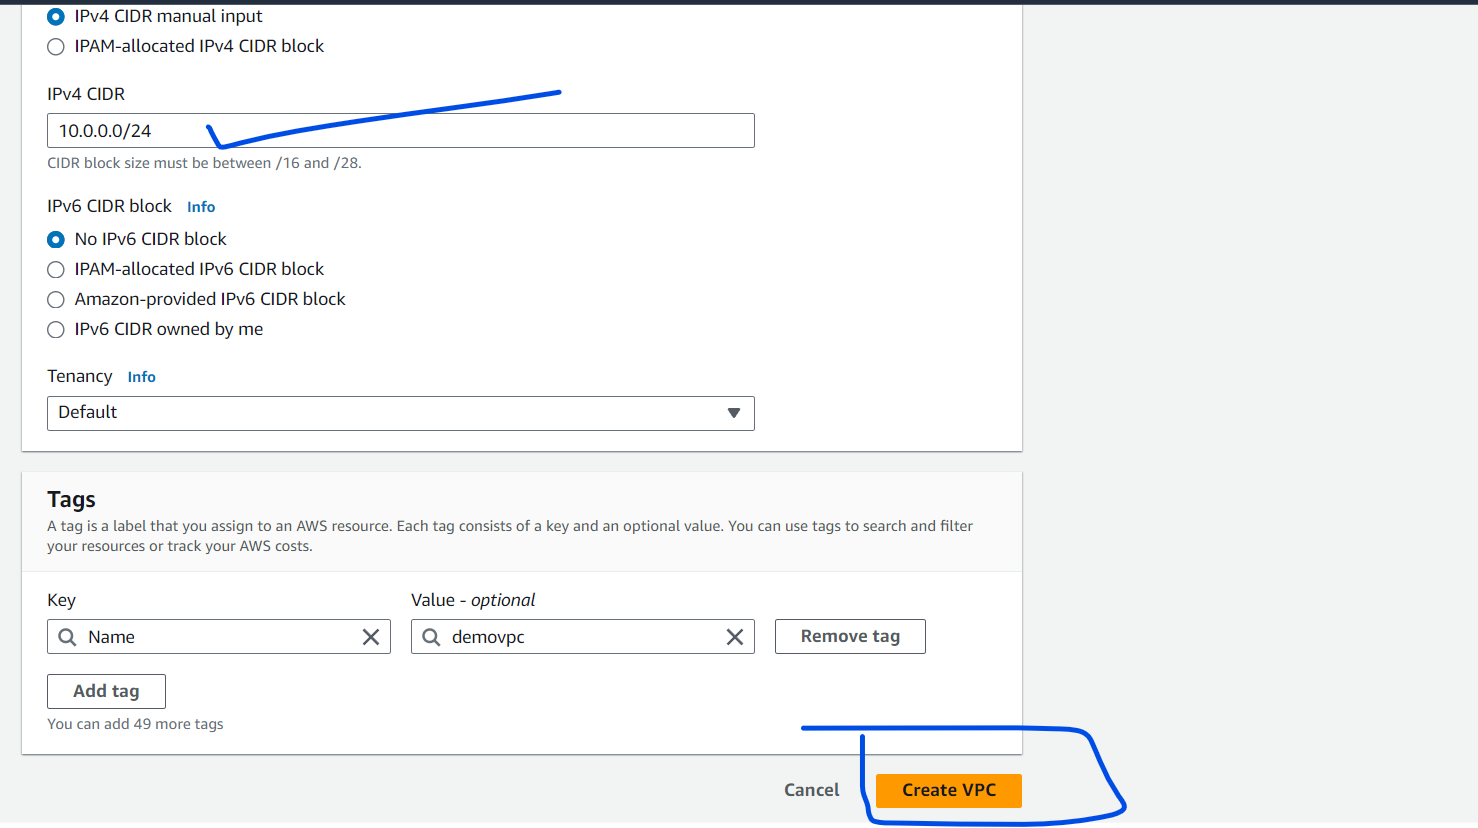 IPv4 CIDR manual input
IPAM-allocated IPv4 CIDR block
IPv4 CIDR
10.0.0.0/24
CIDR block size must be between /16 and /28.
IPv6 CIDR block Info
No IPv6 CIDR block
IPAM-allocated IPv6 CIDR block
Amazon-provided IPv6 CIDR block
IPv6 CIDR owned by me
Tenancy Info
Default
Tags
A tag is a label that you assign to an AWS resource. Each tag consists of a key and an optional value. You can use tags to search and filter
your resources or track your AWS costs.
Key Value - optional
Name demovpc Remove tag
Add tag
You can add 49 more tags
Cancel Create VPC